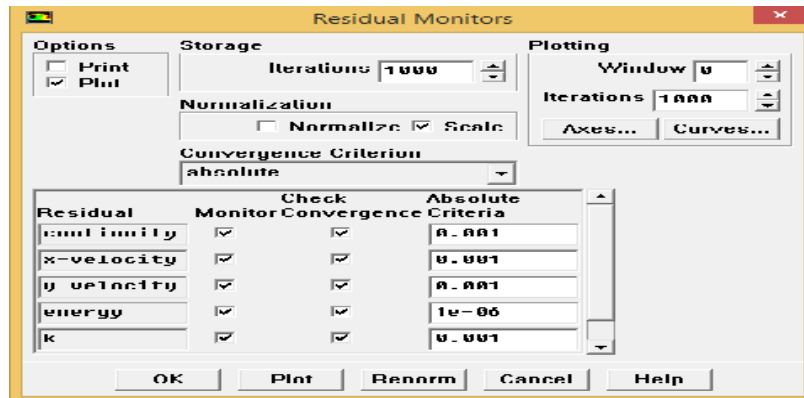 Residual Monitors
Options
Print
Plot
Storage
Iterations 1000
Normalization
Normalize Scale
Convergence Criterion
absolute
Plotting
Window 0
Iterations 1000
Axes... Curves...
Residual Monitor Check Convergence Absolute Criteria
continuity 0.001
x-velocity 0.001
y-velocity 0.001
energy 1e-06
k 0.001
OK Plot Renorm Cancel Help